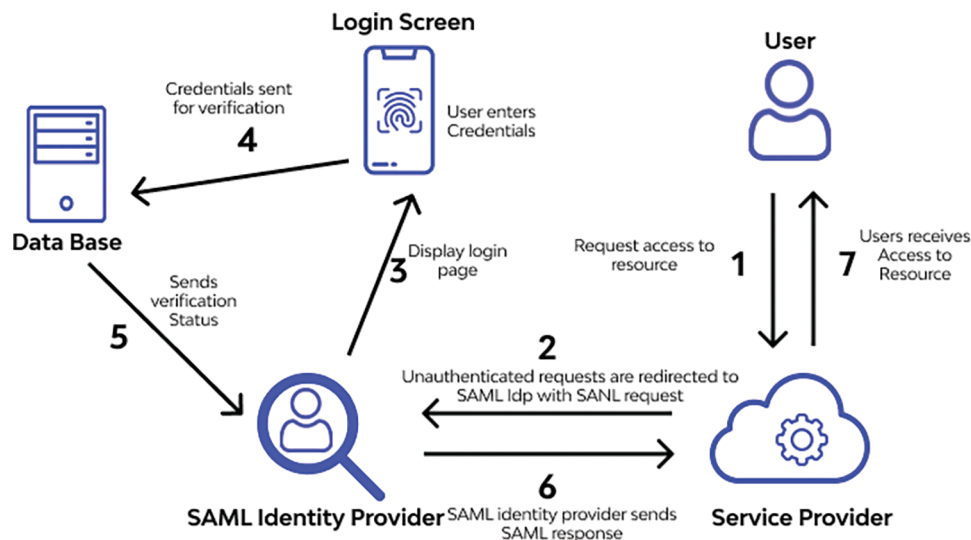 Login Screen
User
Credentials sent
for verification
4
User enters
Credentials
Data Base
3
Display login
page
Request access to
resource
1
7
Users receives
Access to
Resource
Sends
verification
Status
5
2
Unauthenticated requests are redirected to
SAML Idp with SANL request
6
SAML Identity Provider
SAML identity provider sends
SAML response
Service Provider